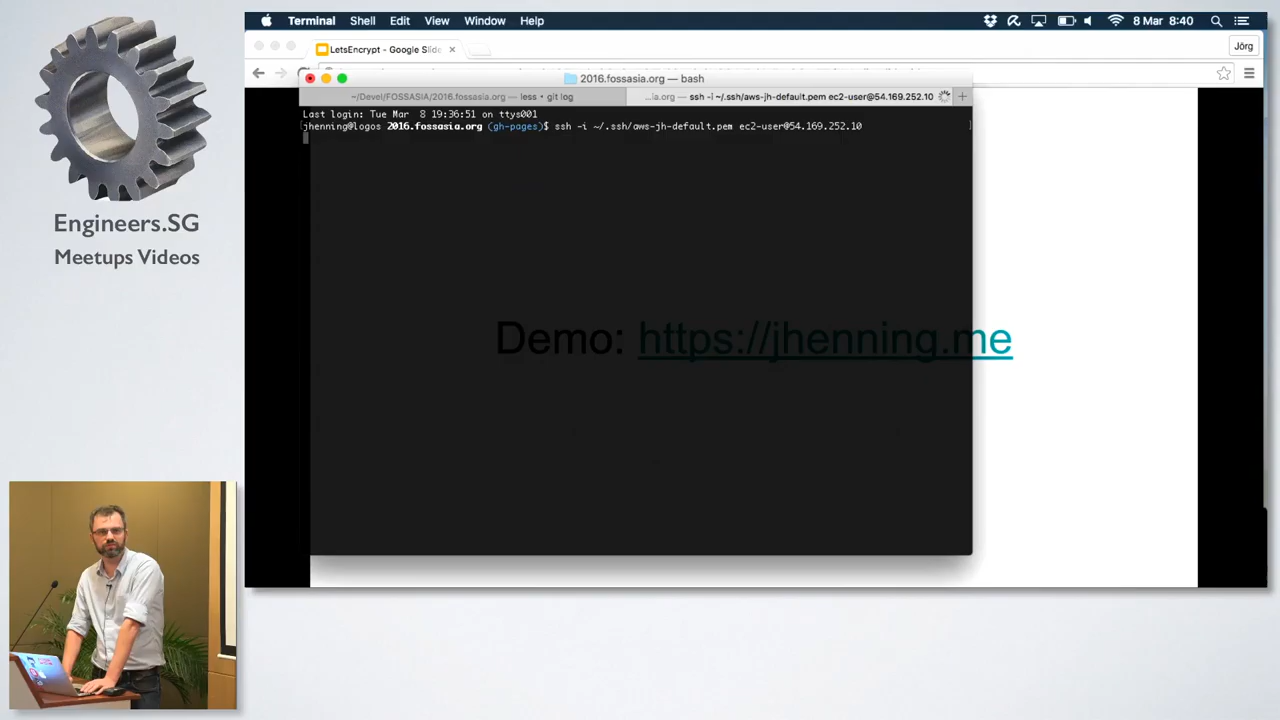 Engineers.SG
Meetups Videos
Terminal Shell Edit View Window Help 8 Mar 8:40
LetsEncrypt - Google Slide
Jörg
2016.fossasia.org — bash
~/Devel/FOSSASIA/2016.fossasia.org — less • git log
...ia.org — ssh -i ~/.ssh/aws-jh-default.pem ec2-user@54.169.252.10
Last login: Tue Mar 8 19:36:51 on ttys001
[jhenning@logos 2016.fossasia.org (gh-pages)$ ssh -i ~/.ssh/aws-jh-default.pem ec2-user@54.169.252.10 ]
Demo: https://jhenning.me